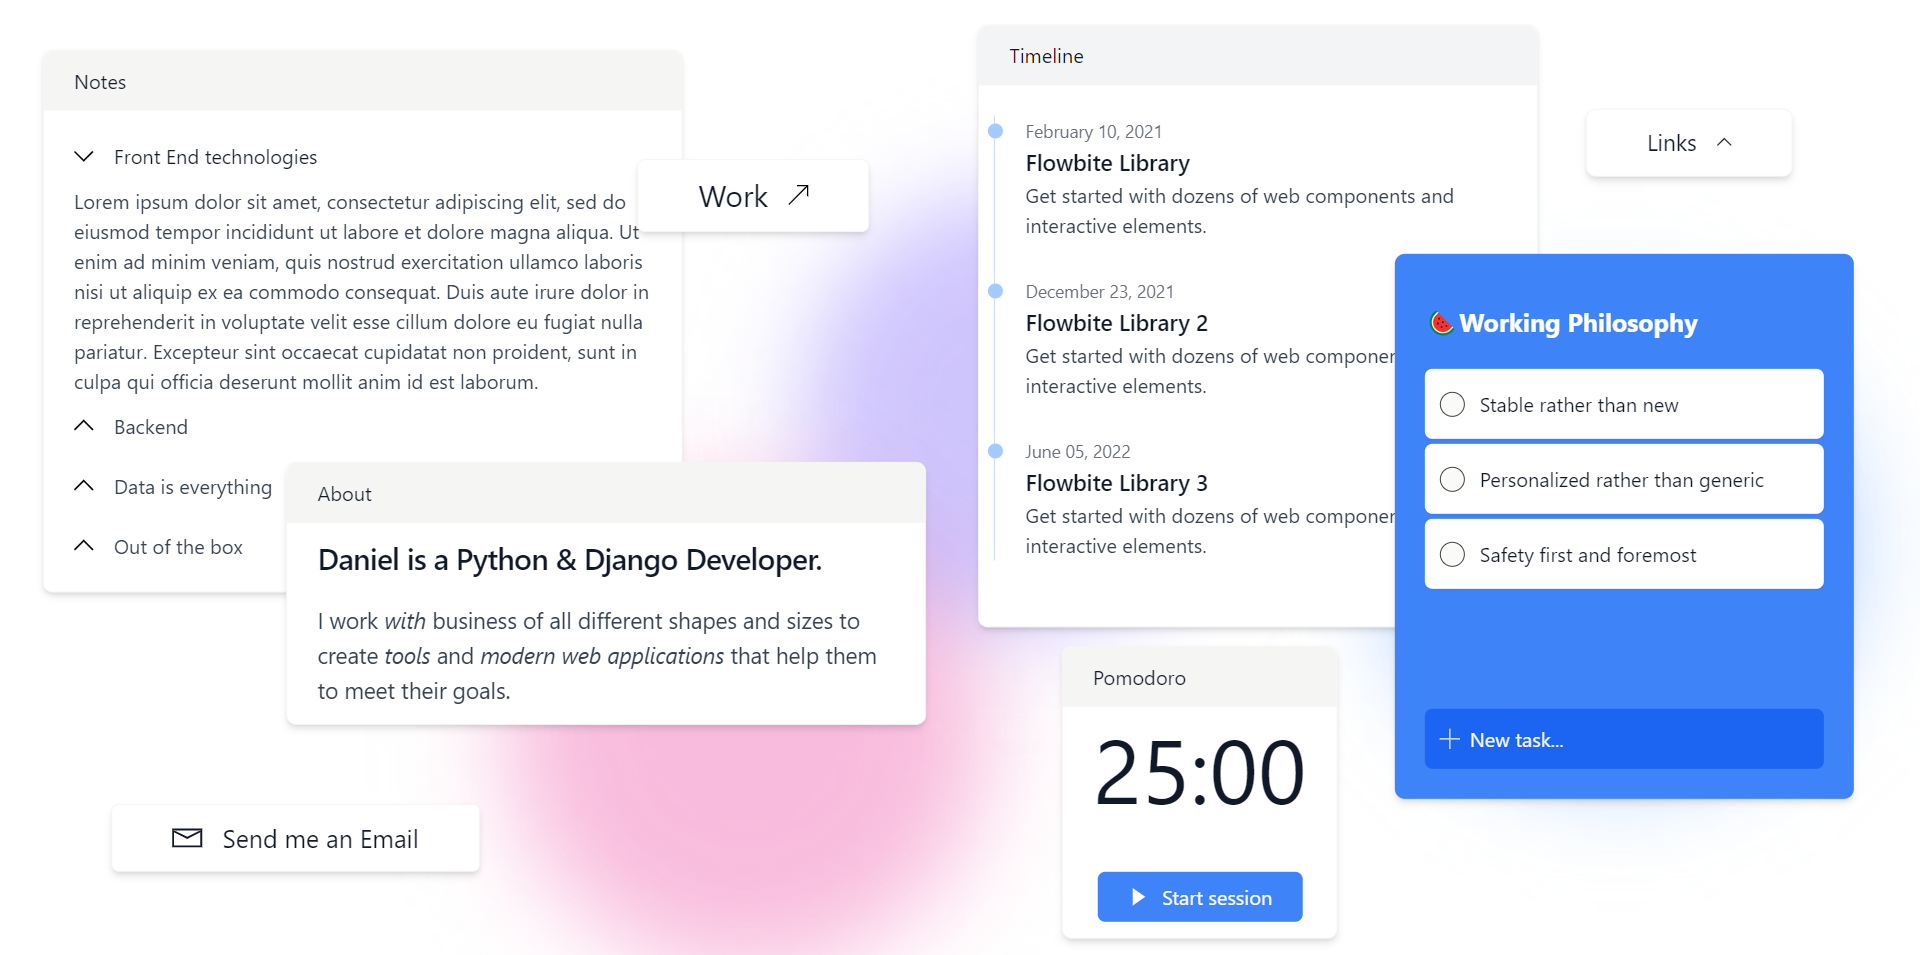 Notes
Front End technologies
Lorem ipsum dolor sit amet, consectetur adipiscing elit, sed do
eiusmod tempor incididunt ut labore et dolore magna aliqua. Ut
enim ad minim veniam, quis nostrud exercitation ullamco laboris
nisi ut aliquip ex ea commodo consequat. Duis aute irure dolor in
reprehenderit in voluptate velit esse cillum dolore eu fugiat nulla
pariatur. Excepteur sint occaecat cupidatat non proident, sunt in
culpa qui officia deserunt mollit anim id est laborum.
Backend
Data is everything
Out of the box
Work
About
Daniel is a Python & Django Developer.
I work with business of all different shapes and sizes to
create tools and modern web applications that help them
to meet their goals.
Send me an Email
Timeline
February 10, 2021
Flowbite Library
Get started with dozens of web components and
interactive elements.
December 23, 2021
Flowbite Library 2
Get started with dozens of web
interactive elements.
June 05, 2022
Flowbite Library 3
Get started with dozens of web
interactive elements.
Links
🍉 Working Philosophy
Stable rather than new
Personalized rather than generic
Safety first and foremost
New task...
Pomodoro
25:00
Start session